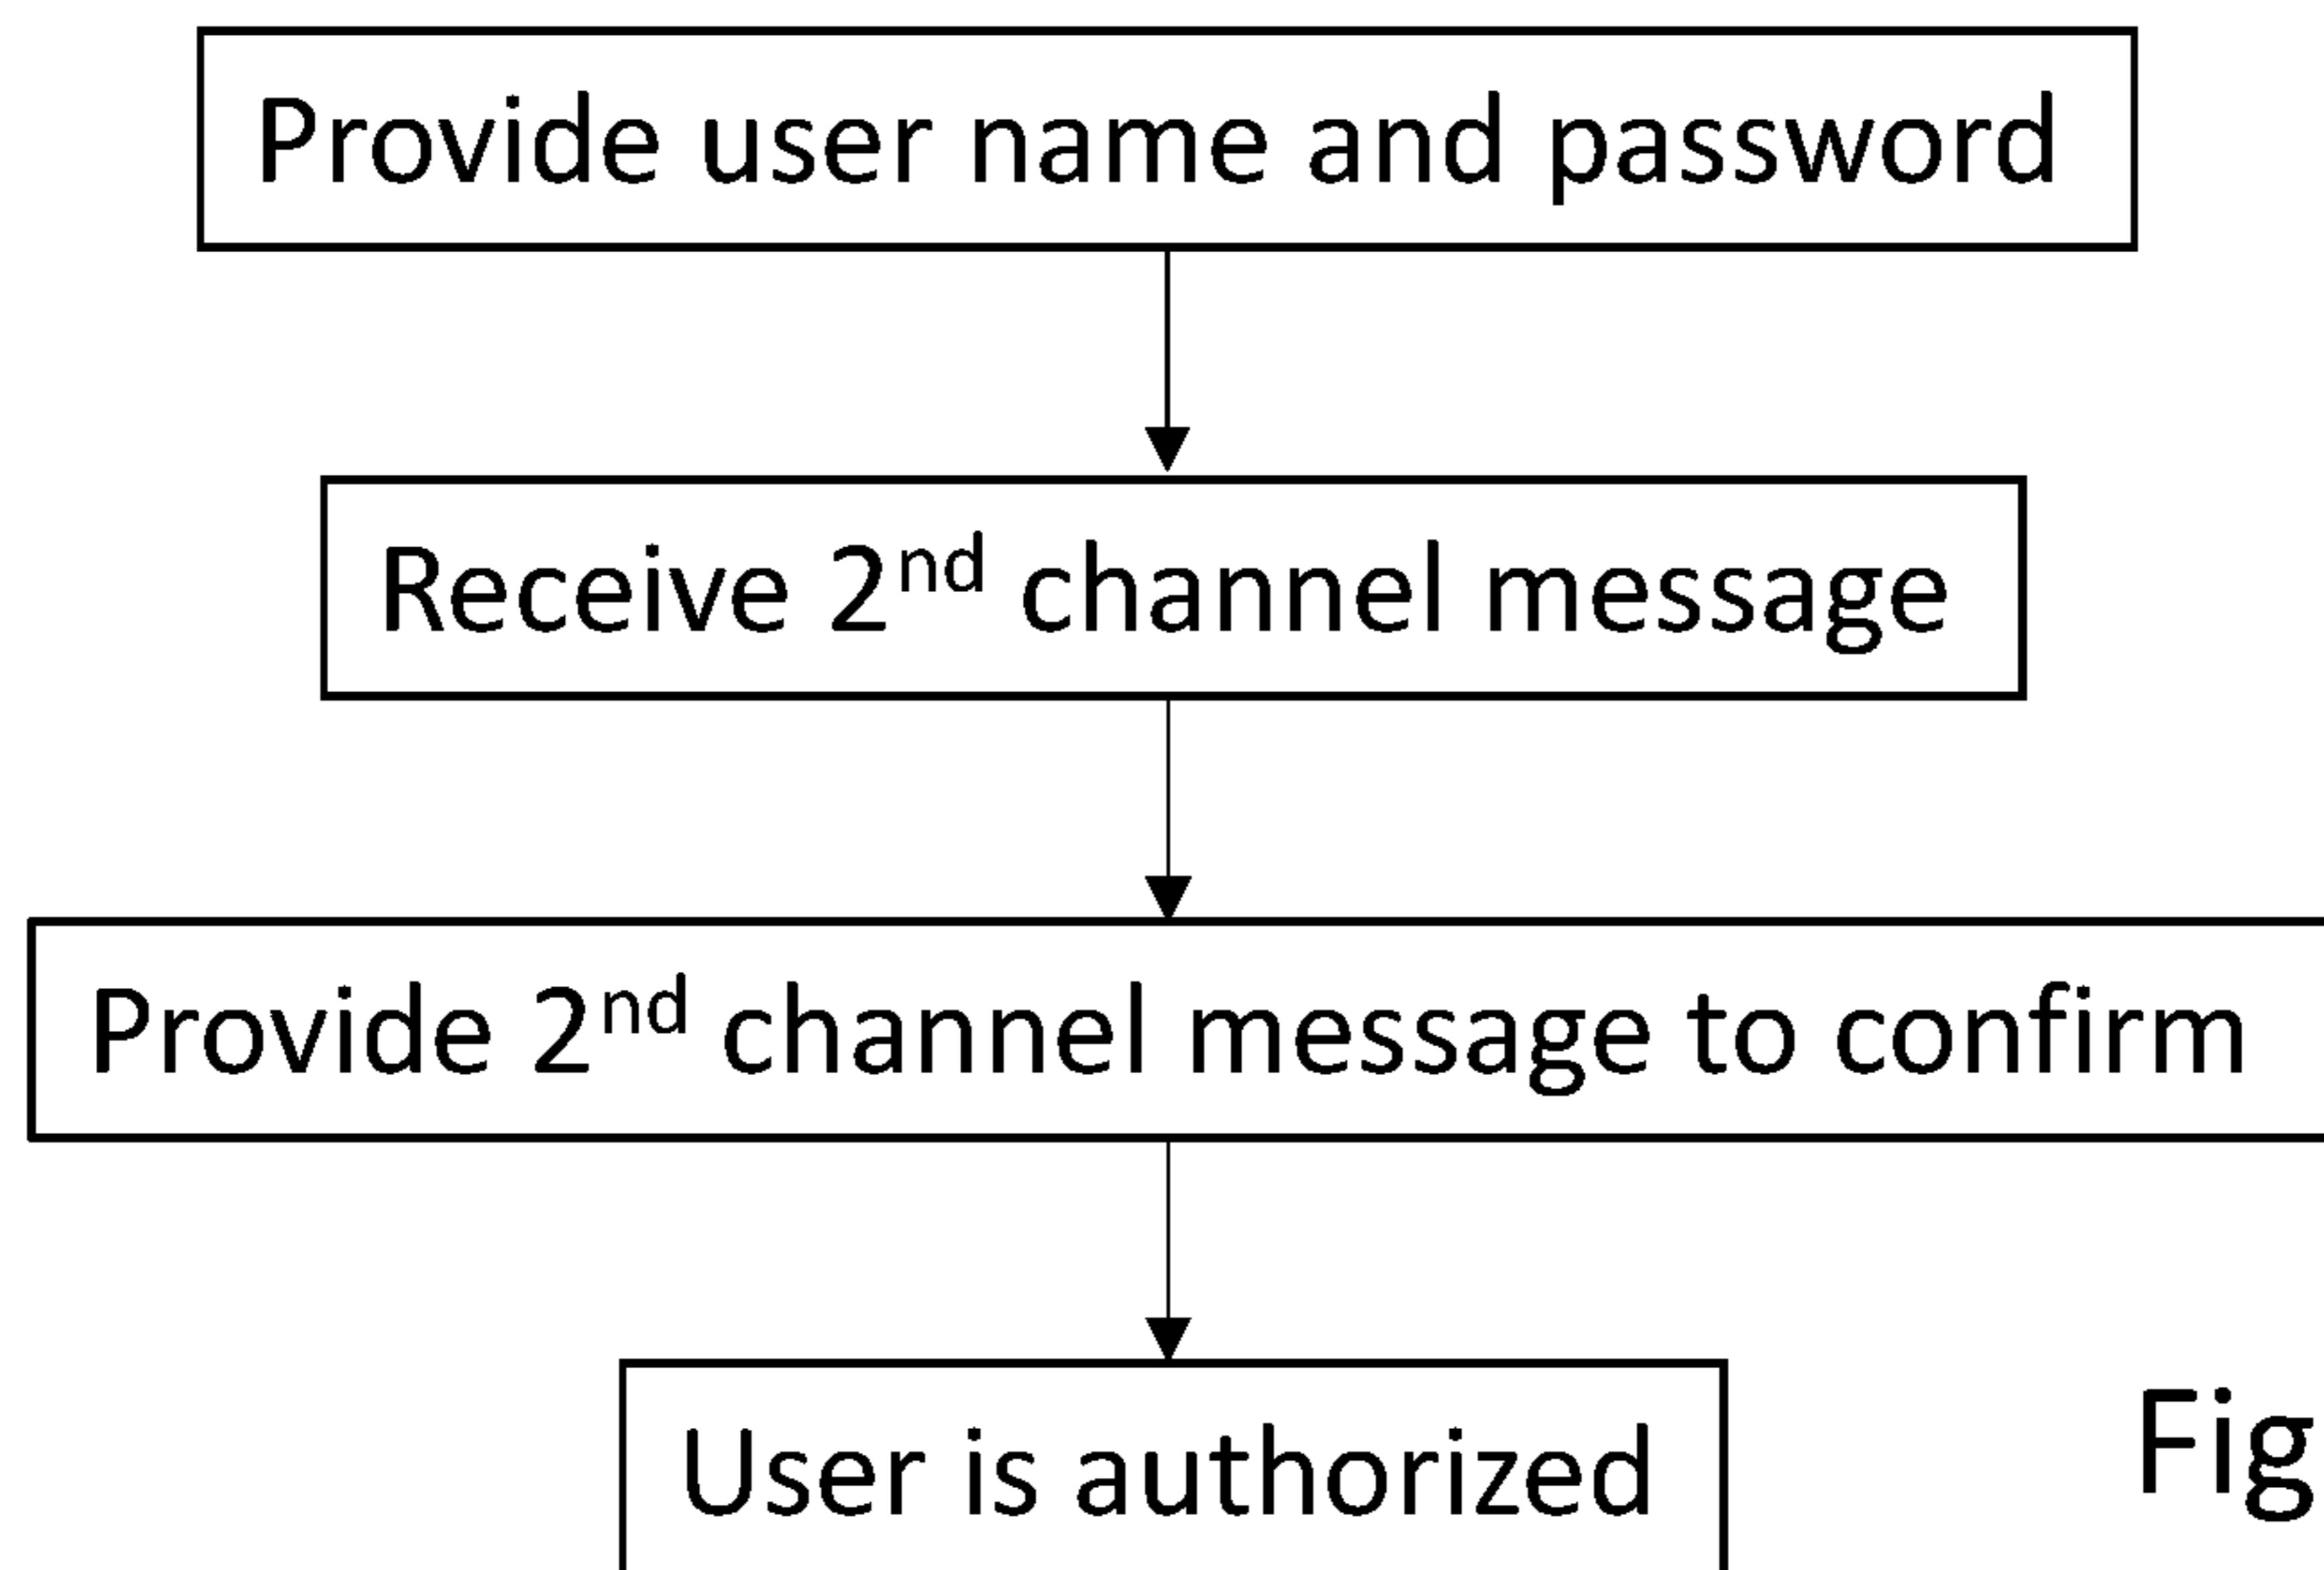 Provide user name and password
Receive 2nd channel message
Provide 2nd channel message to confirm
User is authorized
Fig